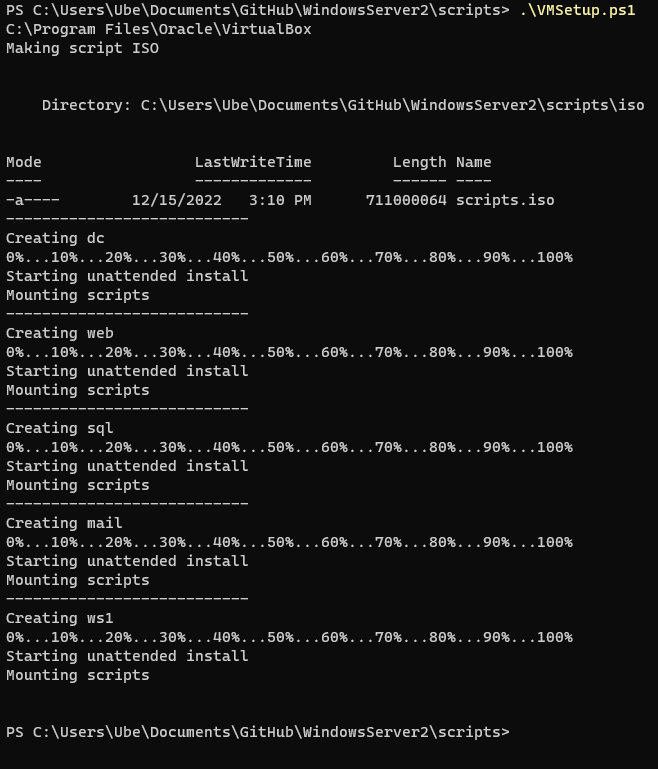 PS C:\Users\Ube\Documents\GitHub\WindowsServer2\scripts> .\VMSetup.ps1
C:\Program Files\Oracle\VirtualBox
Making script ISO
    Directory: C:\Users\Ube\Documents\GitHub\WindowsServer2\scripts\iso
Mode                 LastWriteTime         Length Name
----                 -------------         ------ ----
-a----        12/15/2022   3:10 PM      711000064 scripts.iso
---------------------------
Creating dc
0%...10%...20%...30%...40%...50%...60%...70%...80%...90%...100%
Starting unattended install
Mounting scripts
---------------------------
Creating web
0%...10%...20%...30%...40%...50%...60%...70%...80%...90%...100%
Starting unattended install
Mounting scripts
---------------------------
Creating sql
0%...10%...20%...30%...40%...50%...60%...70%...80%...90%...100%
Starting unattended install
Mounting scripts
---------------------------
Creating mail
0%...10%...20%...30%...40%...50%...60%...70%...80%...90%...100%
Starting unattended install
Mounting scripts
---------------------------
Creating ws1
0%...10%...20%...30%...40%...50%...60%...70%...80%...90%...100%
Starting unattended install
Mounting scripts
PS C:\Users\Ube\Documents\GitHub\WindowsServer2\scripts>